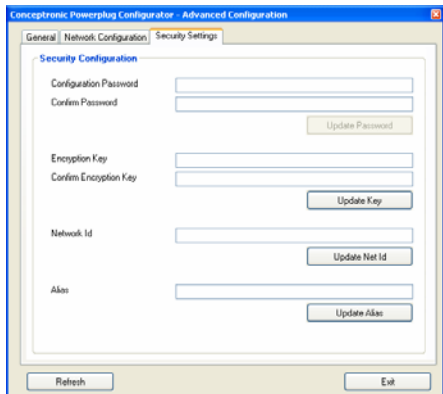 Conceptronic Powerplug Configurator - Advanced Configuration
General Network Configuration Security Settings
Security Configuration
Configuration Password
Confirm Password
Update Password
Encryption Key
Confirm Encryption Key
Update Key
Network Id
Update Net Id
Alias
Update Alias
Refresh Exit